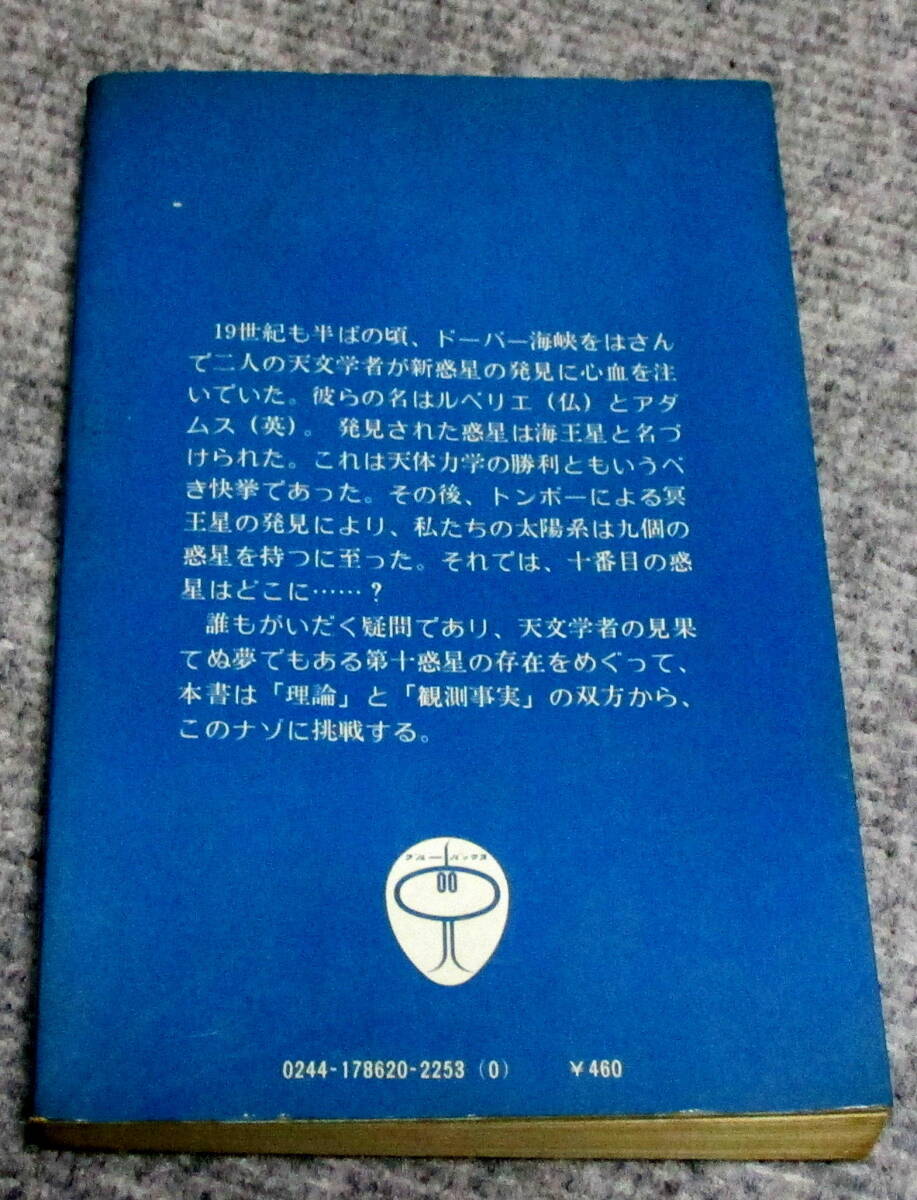 19世紀も半ばの頃、ドーバー海峡をはさん
で二人の天文学者が新惑星の発見に心血を注
いでいた。彼らの名はルベリエ（仏）とアダ
ムス（英）。発見された惑星は海王星と名づ
けられた。これは天体力学の勝利ともいうべ
き快挙であった。その後、トンボーによる冥
王星の発見により、私たちの太陽系は九個の
惑星を持つに至った。それでは、十番目の惑
星はどこに……？
誰もがいだく疑問であり、天文学者の見果
てぬ夢でもある第十惑星の存在をめぐって、
本書は「理論」と「観測事実」の双方から、
このナゾに挑戦する。
ブルーバックス
0244-178620-2253（0） ￥460